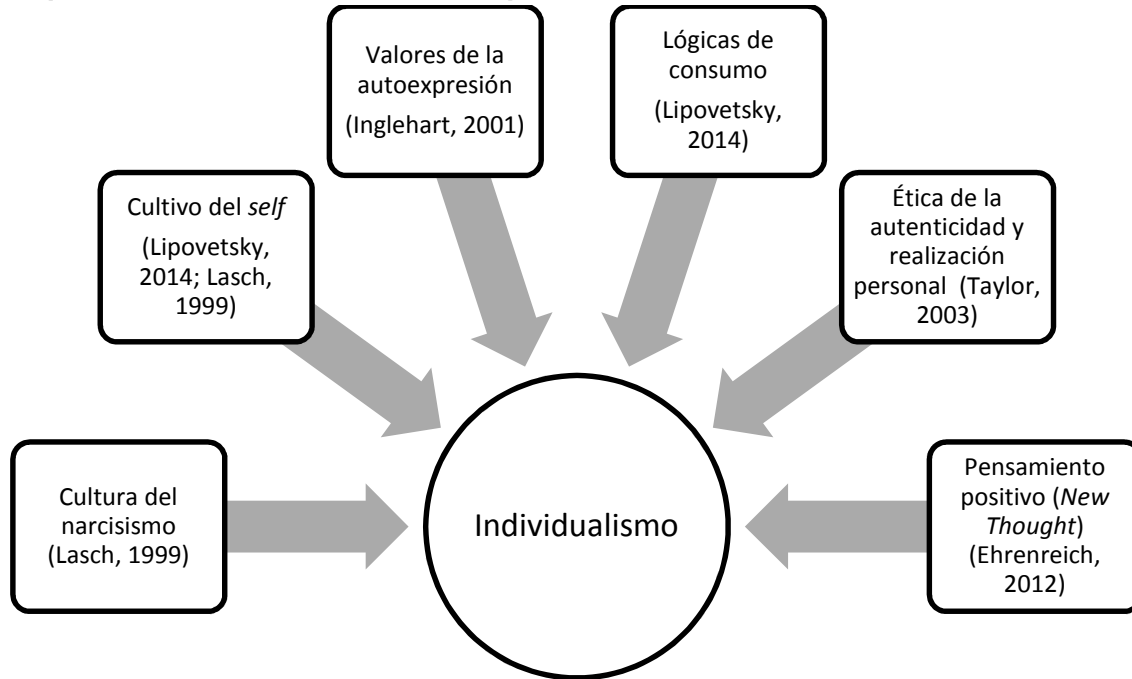 Cultura del
narcisismo
(Lasch, 1999)
Cultivo del self
(Lipovetsky,
2014; Lasch,
1999)
Valores de la
autoexpresión
(Inglehart, 2001)
Lógicas de
consumo
(Lipovetsky,
2014)
Ética de la
autenticidad y
realización
personal (Taylor,
2003)
Pensamiento
positivo (New
Thought)
(Ehrenreich,
2012)
Individualismo